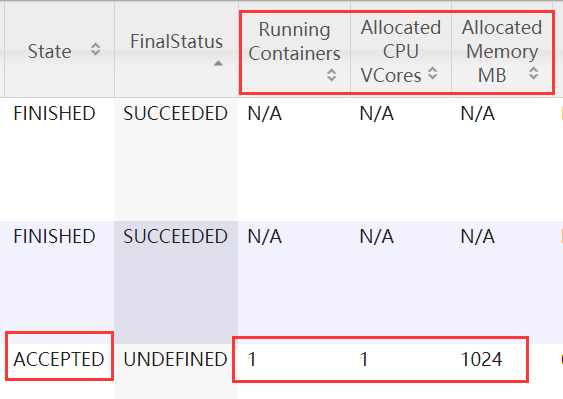 State FinalStatus Running Containers Allocated CPU VCores Allocated Memory MB
FINISHED SUCCEEDED N/A N/A N/A
FINISHED SUCCEEDED N/A N/A N/A
ACCEPTED UNDEFINED 1 1 1024